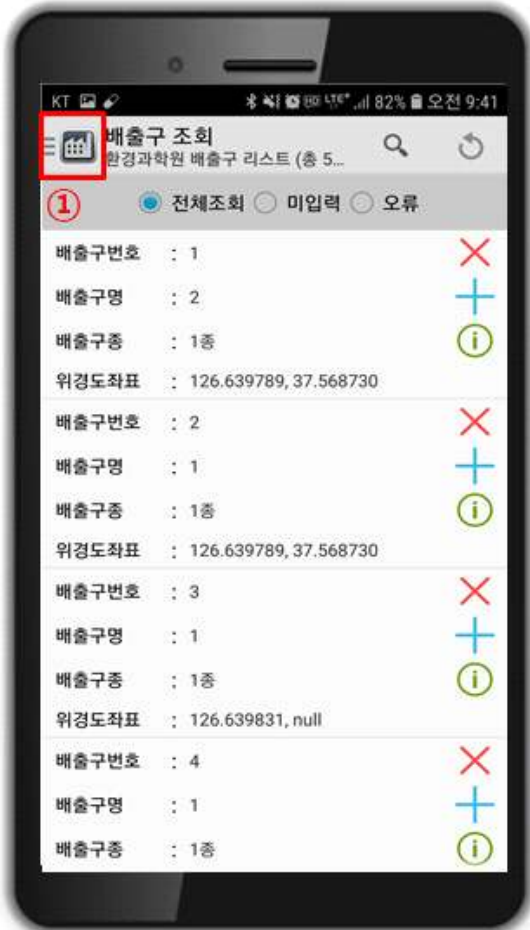 KT 82% 오전 9:41
배출구 조회
환경과학원 배출구 리스트 (총 5...
①
전체조회 미입력 오류
배출구번호 : 1
배출구명 : 2
배출구종 : 1종
위경도좌표 : 126.639789, 37.568730
배출구번호 : 2
배출구명 : 1
배출구종 : 1종
위경도좌표 : 126.639789, 37.568730
배출구번호 : 3
배출구명 : 1
배출구종 : 1종
위경도좌표 : 126.639831, null
배출구번호 : 4
배출구명 : 1
배출구종 : 1종